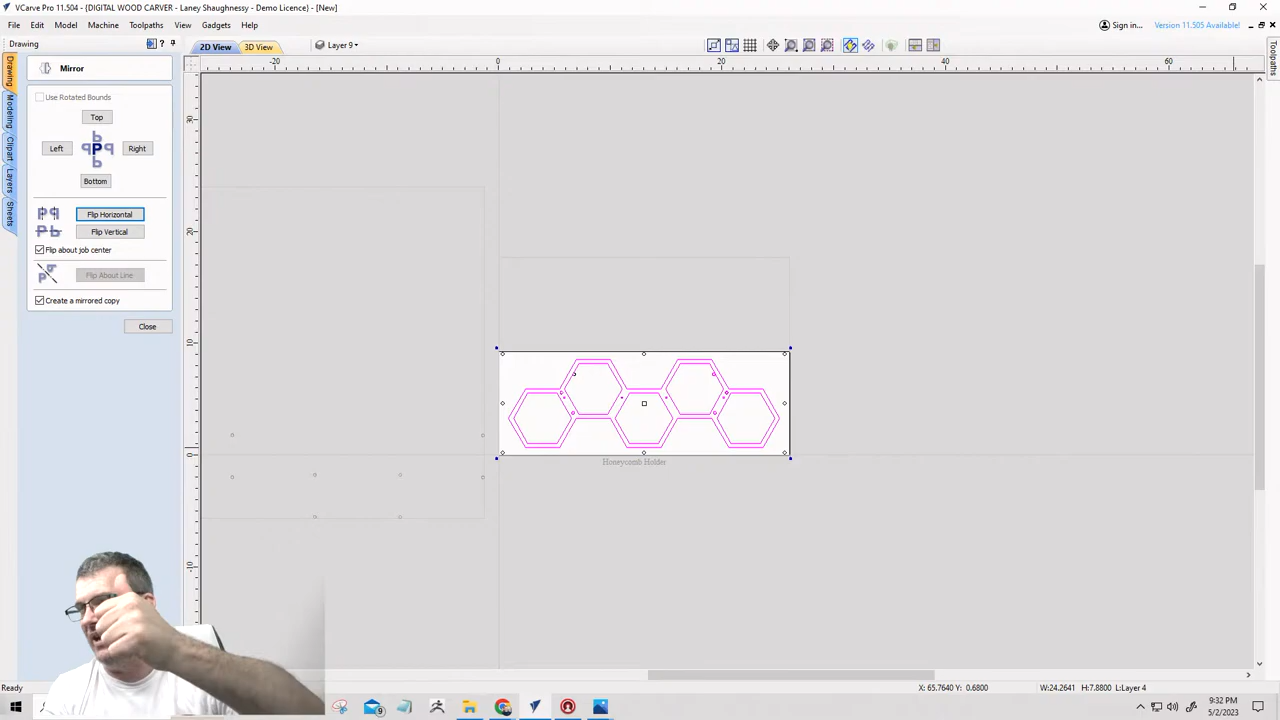 VCarve Pro 11.504 - (DIGITAL WOOD CARVER - Laney Shaughnessy - Demo Licence) - [New]
File Edit Model Machine Toolpaths View Gadgets Help
Sign in...
Version 11.505 Available!
Drawing
2D View
3D View
Layer 9
Drawing
Modeling
Clipart
Layers
Sheets
Toolpaths
Mirror
Use Rotated Bounds
Top
Left
Right
Bottom
Flip Horizontal
Flip Vertical
Flip about job center
Flip About Line
Create a mirrored copy
Close
-20 0 20 40 60
30
20
10
0
-10
Honeycomb Holder
Ready
X: 65.7640 Y: 0.6800
W:24.2641 H:7.8800 L:Layer 4
9:32 PM
5/2/2023